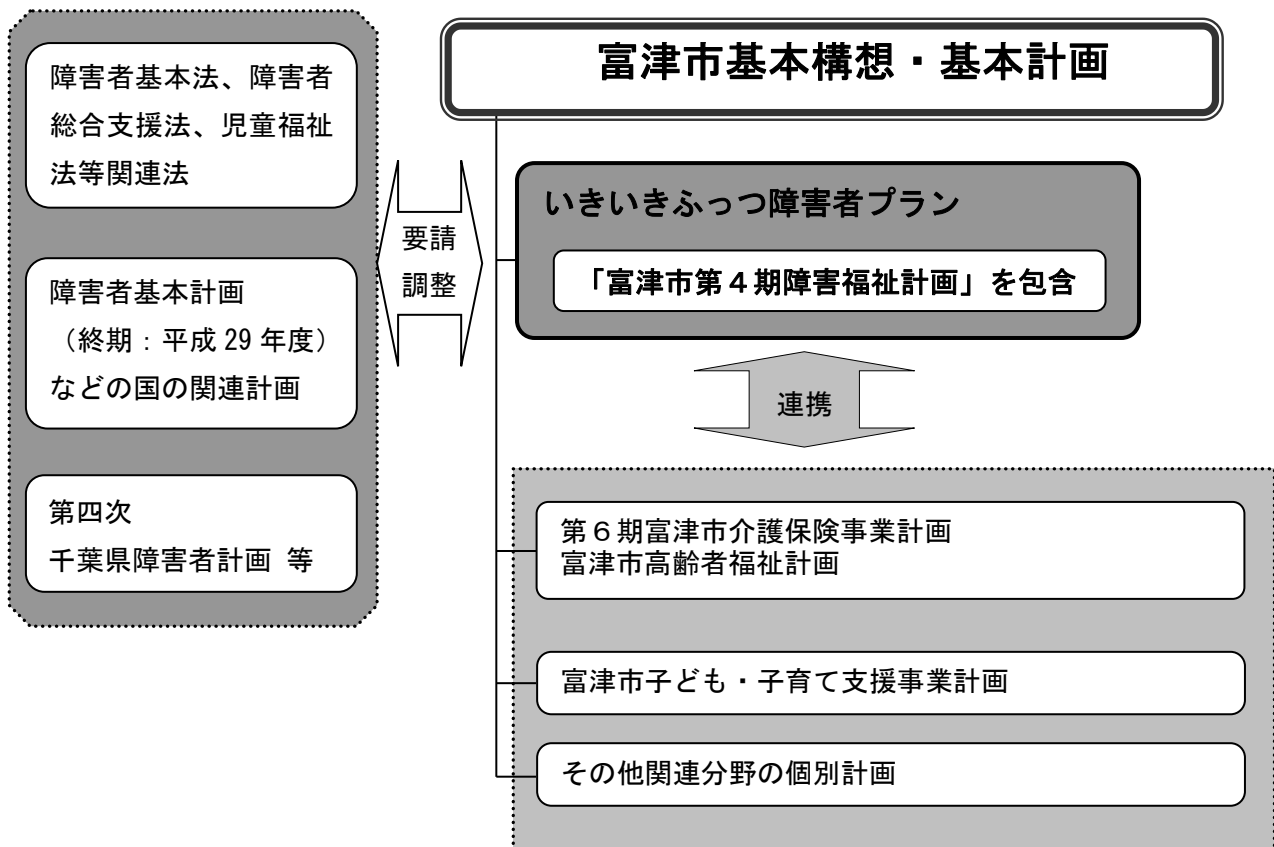 富津市基本構想・基本計画
障害者基本法、障害者
総合支援法、児童福祉
法等関連法
障害者基本計画
（終期：平成 29 年度）
などの国の関連計画
第四次
千葉県障害者計画 等
要請
調整
いきいきふっつ障害者プラン
「富津市第４期障害福祉計画」を包含
連携
第６期富津市介護保険事業計画
富津市高齢者福祉計画
富津市子ども・子育て支援事業計画
その他関連分野の個別計画